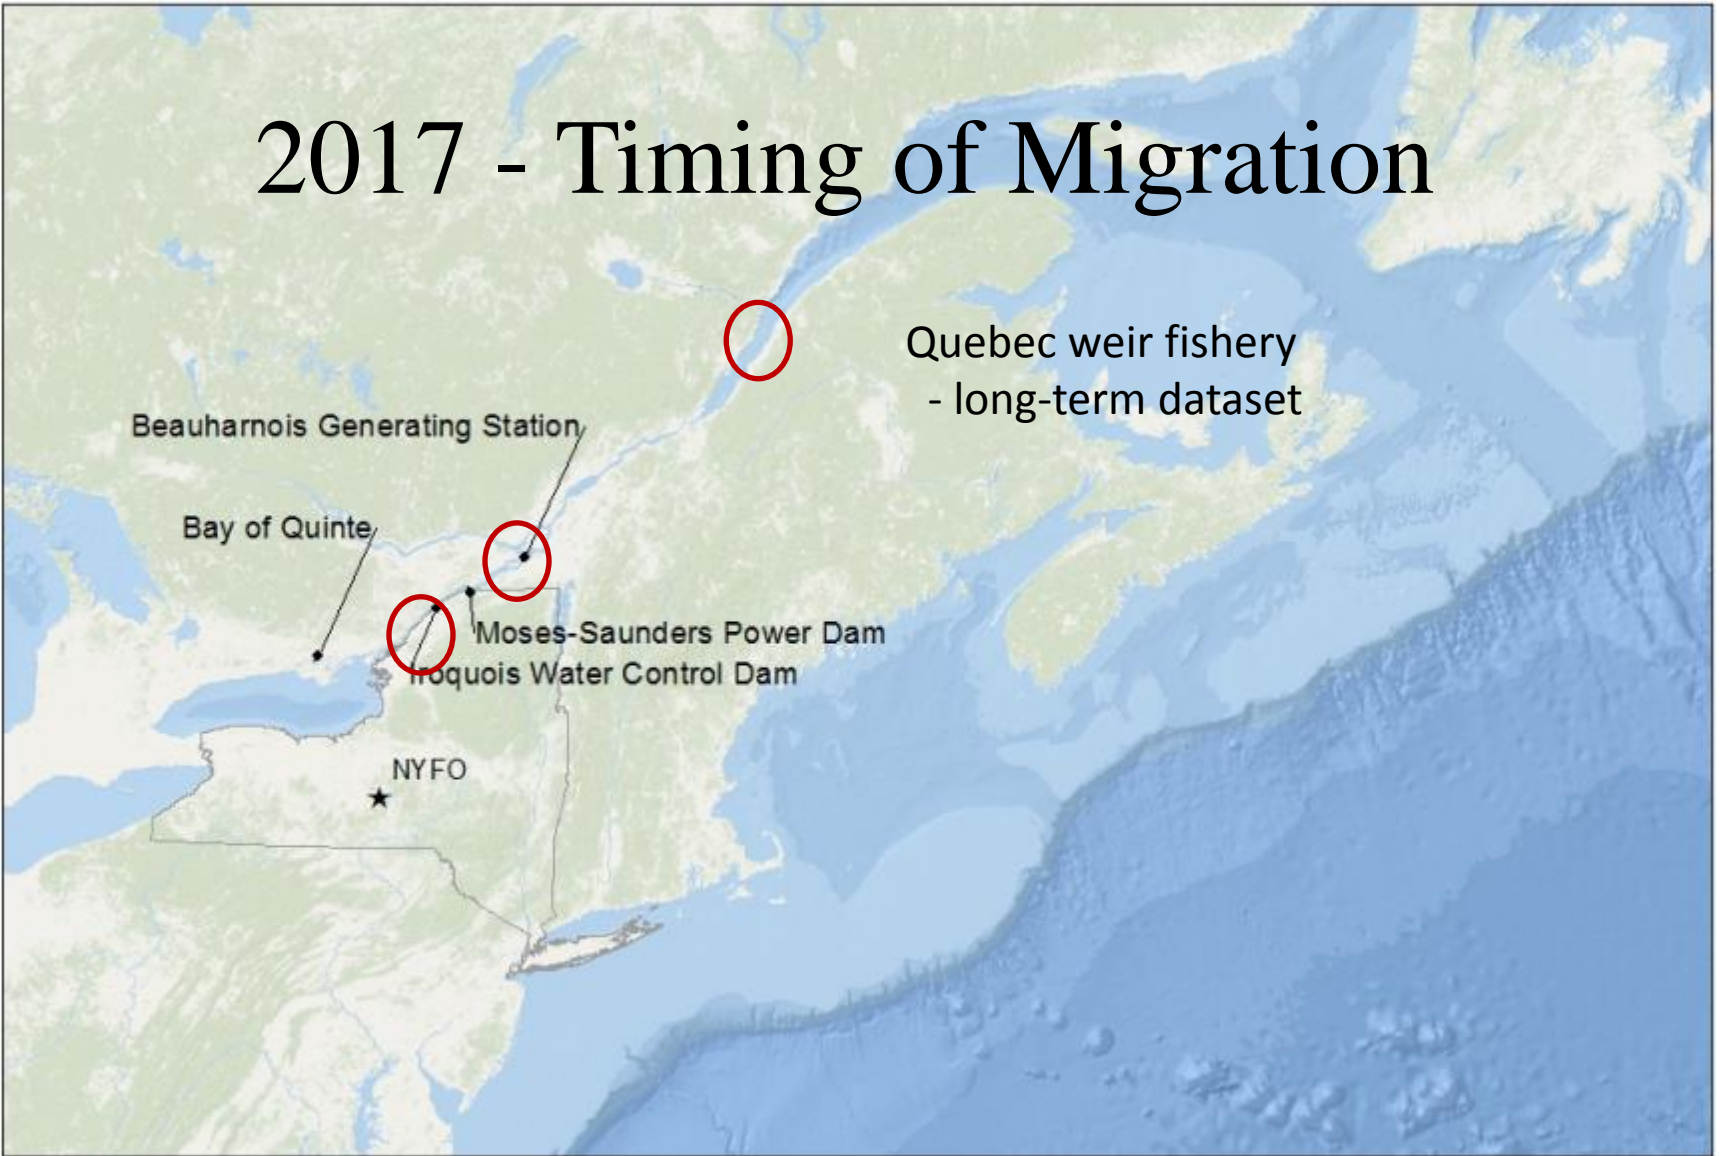 2017 - Timing of Migration
Quebec weir fishery
- long-term dataset
Beauharnois Generating Station
Bay of Quinte
Moses-Saunders Power Dam
Iroquois Water Control Dam
NYFO